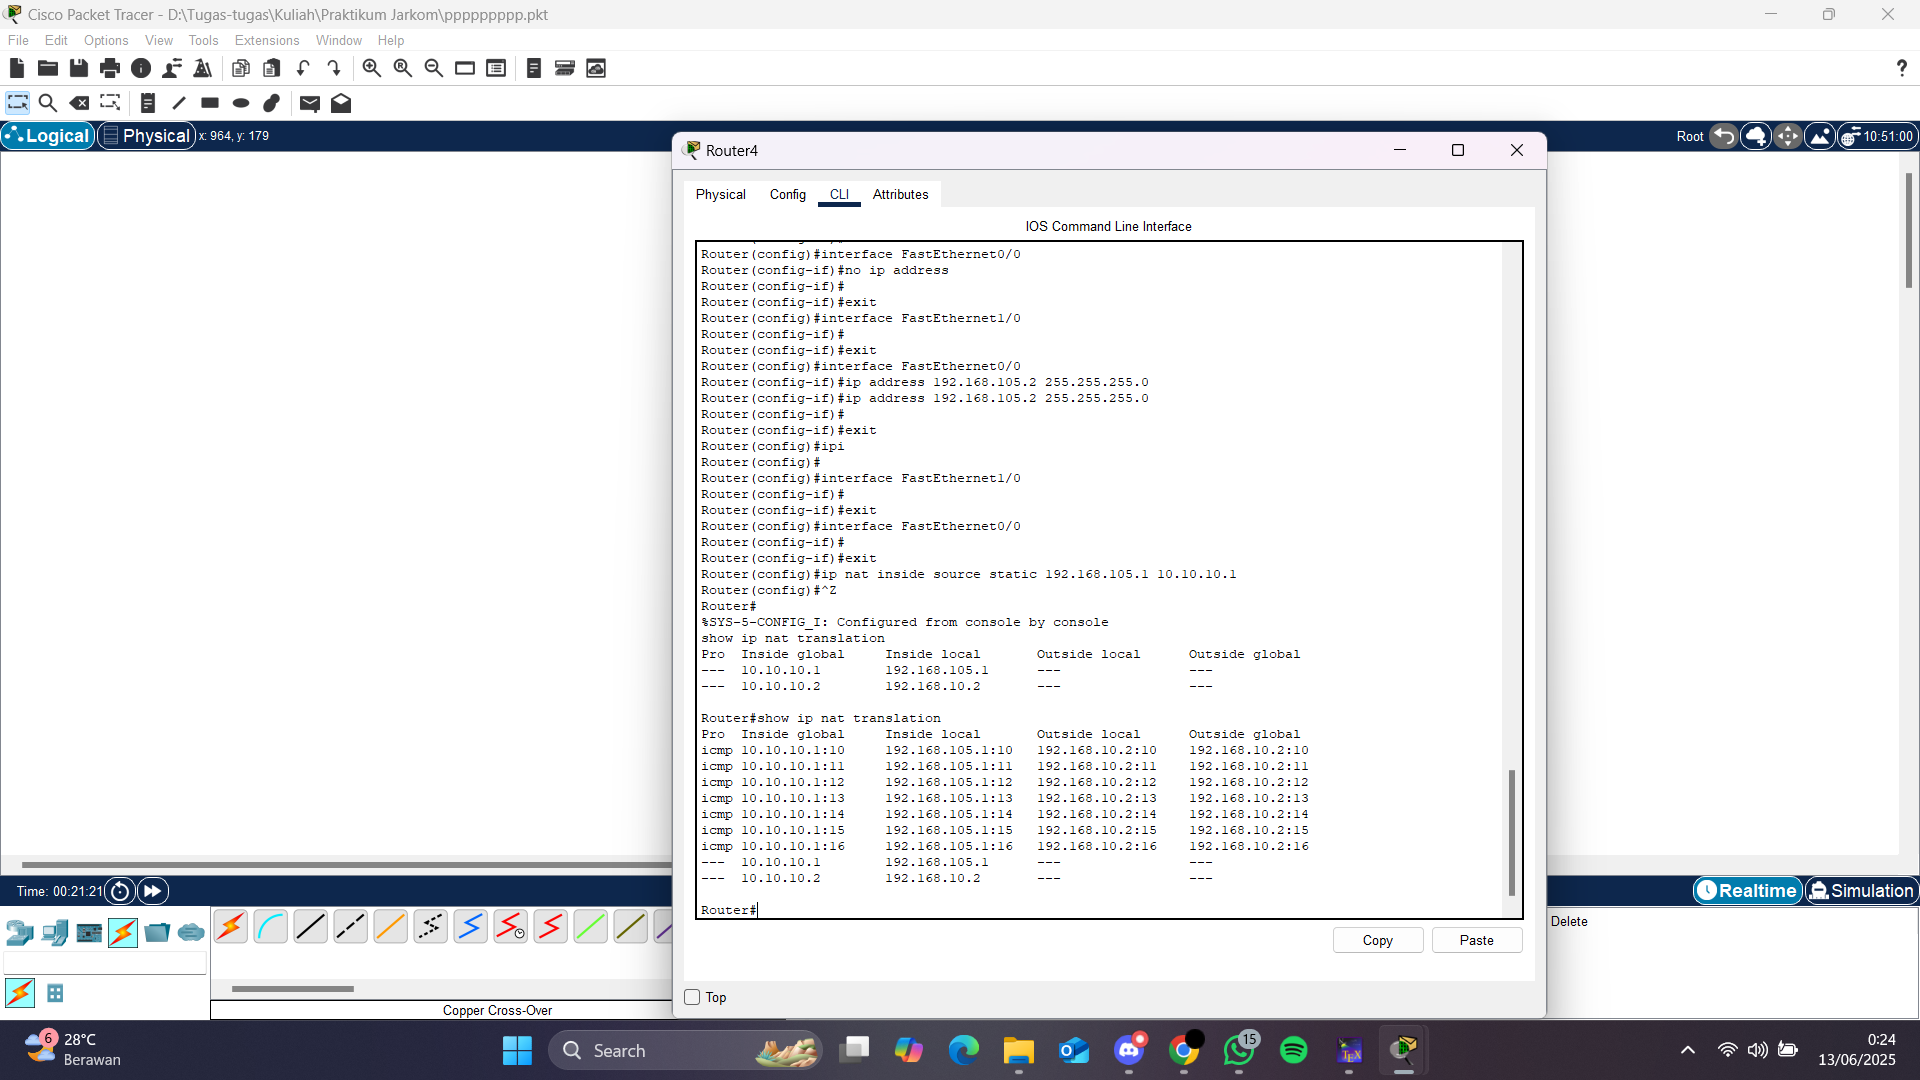 Cisco Packet Tracer - D:\Tugas-tugas\Kuliah\Praktikum Jarkom\pppppppppp.pkt
File Edit Options View Tools Extensions Window Help
?
Logical Physical x: 964, y: 179 Root 10:51:00
Router4
Physical Config CLI Attributes
IOS Command Line Interface
Router(config)#interface FastEthernet0/0
Router(config-if)#no ip address
Router(config-if)#
Router(config-if)#exit
Router(config)#interface FastEthernet1/0
Router(config-if)#
Router(config-if)#exit
Router(config)#interface FastEthernet0/0
Router(config-if)#ip address 192.168.105.2 255.255.255.0
Router(config-if)#ip address 192.168.105.2 255.255.255.0
Router(config-if)#
Router(config-if)#exit
Router(config)#ipi
Router(config)#
Router(config)#interface FastEthernet1/0
Router(config-if)#
Router(config-if)#exit
Router(config)#interface FastEthernet0/0
Router(config-if)#
Router(config-if)#exit
Router(config)#ip nat inside source static 192.168.105.1 10.10.10.1
Router(config)#^Z
Router#
%SYS-5-CONFIG_I: Configured from console by console
show ip nat translation
Pro Inside global Inside local Outside local Outside global
--- 10.10.10.1 192.168.105.1 --- ---
--- 10.10.10.2 192.168.10.2 --- ---
Router#show ip nat translation
Pro Inside global Inside local Outside local Outside global
icmp 10.10.10.1:10 192.168.105.1:10 192.168.10.2:10 192.168.10.2:10
icmp 10.10.10.1:11 192.168.105.1:11 192.168.10.2:11 192.168.10.2:11
icmp 10.10.10.1:12 192.168.105.1:12 192.168.10.2:12 192.168.10.2:12
icmp 10.10.10.1:13 192.168.105.1:13 192.168.10.2:13 192.168.10.2:13
icmp 10.10.10.1:14 192.168.105.1:14 192.168.10.2:14 192.168.10.2:14
icmp 10.10.10.1:15 192.168.105.1:15 192.168.10.2:15 192.168.10.2:15
icmp 10.10.10.1:16 192.168.105.1:16 192.168.10.2:16 192.168.10.2:16
--- 10.10.10.1 192.168.105.1 --- ---
--- 10.10.10.2 192.168.10.2 --- ---
Router#
Copy Paste
Top
Time: 00:21:21 Realtime Simulation
Delete
Copper Cross-Over
6 28°C
Berawan
Search
15
TEX
0:24
13/06/2025